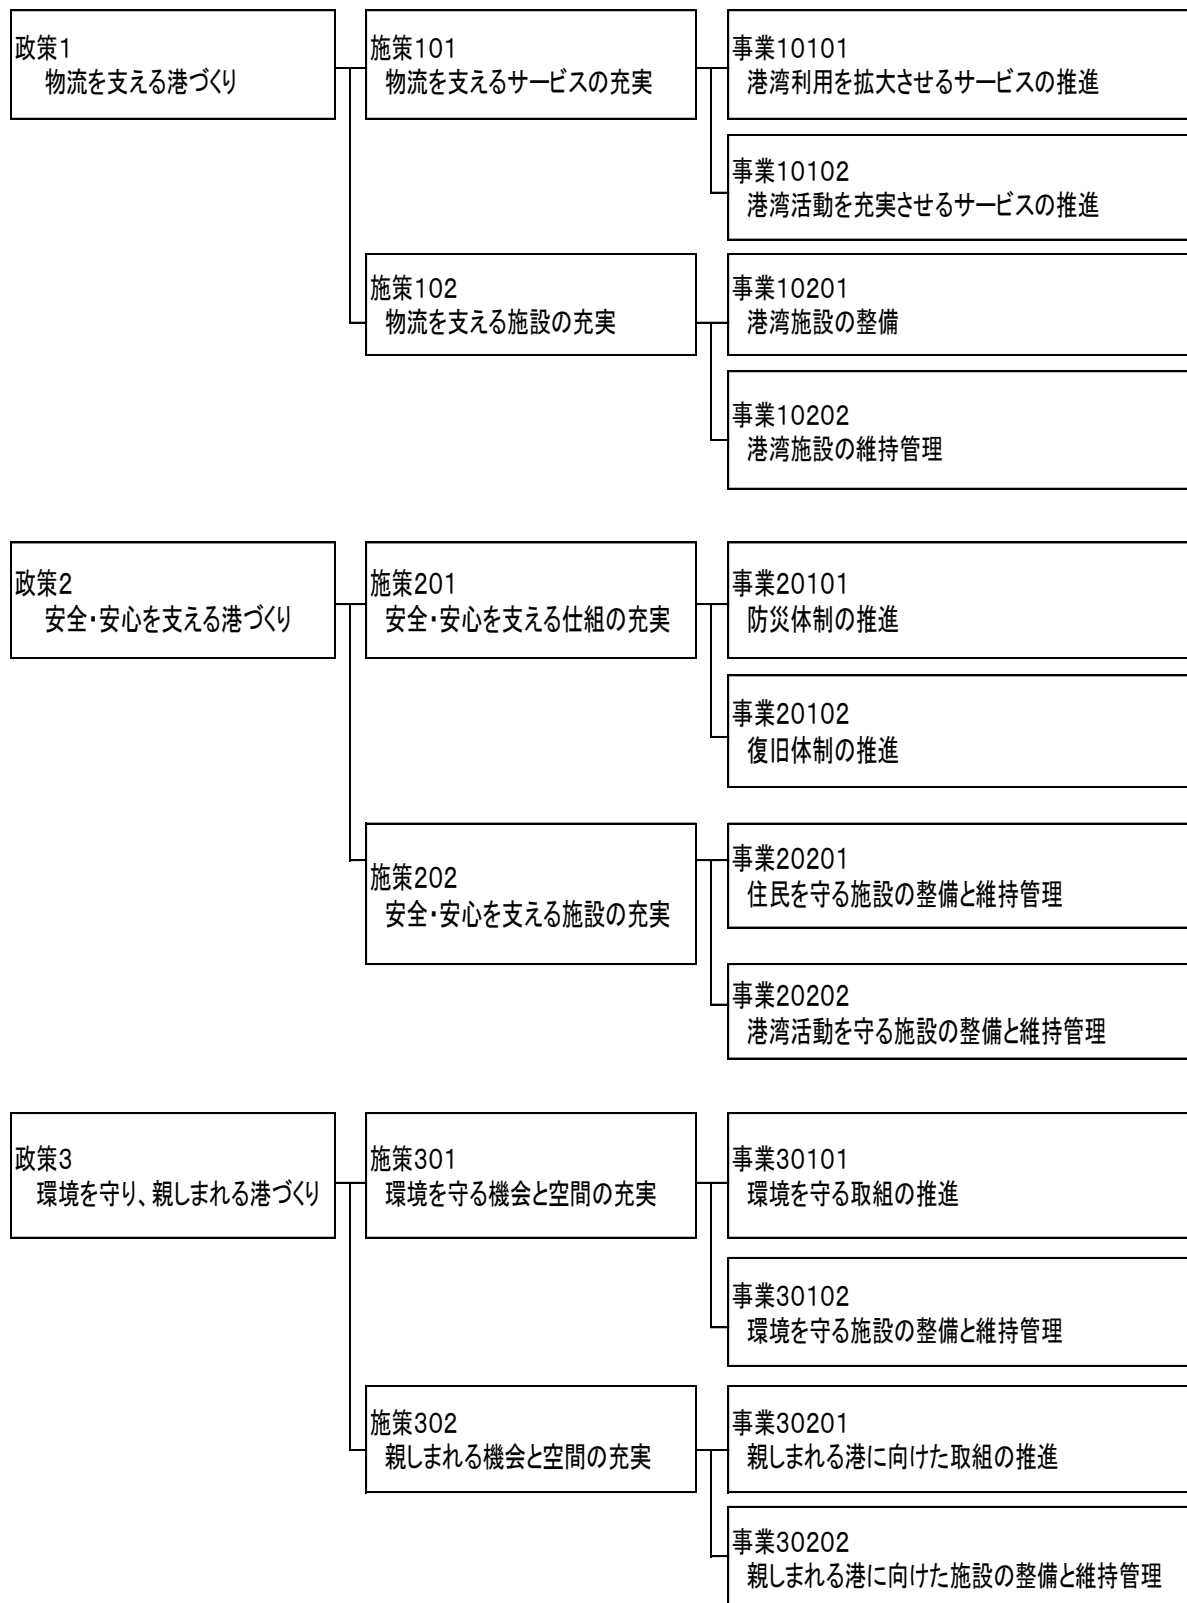 政策1
物流を支える港づくり
施策101
物流を支えるサービスの充実
事業10101
港湾利用を拡大させるサービスの推進
事業10102
港湾活動を充実させるサービスの推進
施策102
物流を支える施設の充実
事業10201
港湾施設の整備
事業10202
港湾施設の維持管理
政策2
安全・安心を支える港づくり
施策201
安全・安心を支える仕組の充実
事業20101
防災体制の推進
事業20102
復旧体制の推進
施策202
安全・安心を支える施設の充実
事業20201
住民を守る施設の整備と維持管理
事業20202
港湾活動を守る施設の整備と維持管理
政策3
環境を守り、親しまれる港づくり
施策301
環境を守る機会と空間の充実
事業30101
環境を守る取組の推進
事業30102
環境を守る施設の整備と維持管理
施策302
親しまれる機会と空間の充実
事業30201
親しまれる港に向けた取組の推進
事業30202
親しまれる港に向けた施設の整備と維持管理